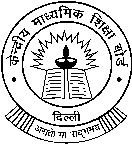 केन्द्रीय माध्यमिक शिक्षा बोर्ड
दिल्ली
असतो मा सद्गमय